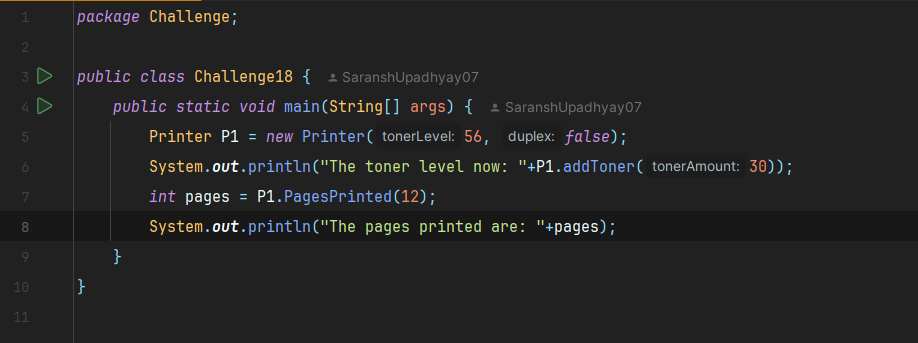 1 package Challenge;
2
3 public class Challenge18 { SaranshUpadhyay07
4 public static void main(String[] args) { SaranshUpadhyay07
5 Printer P1 = new Printer( tonerLevel: 56, duplex: false);
6 System.out.println("The toner level now: "+P1.addToner( tonerAmount: 30));
7 int pages = P1.PagesPrinted(12);
8 System.out.println("The pages printed are: "+pages);
9 }
10 }
11